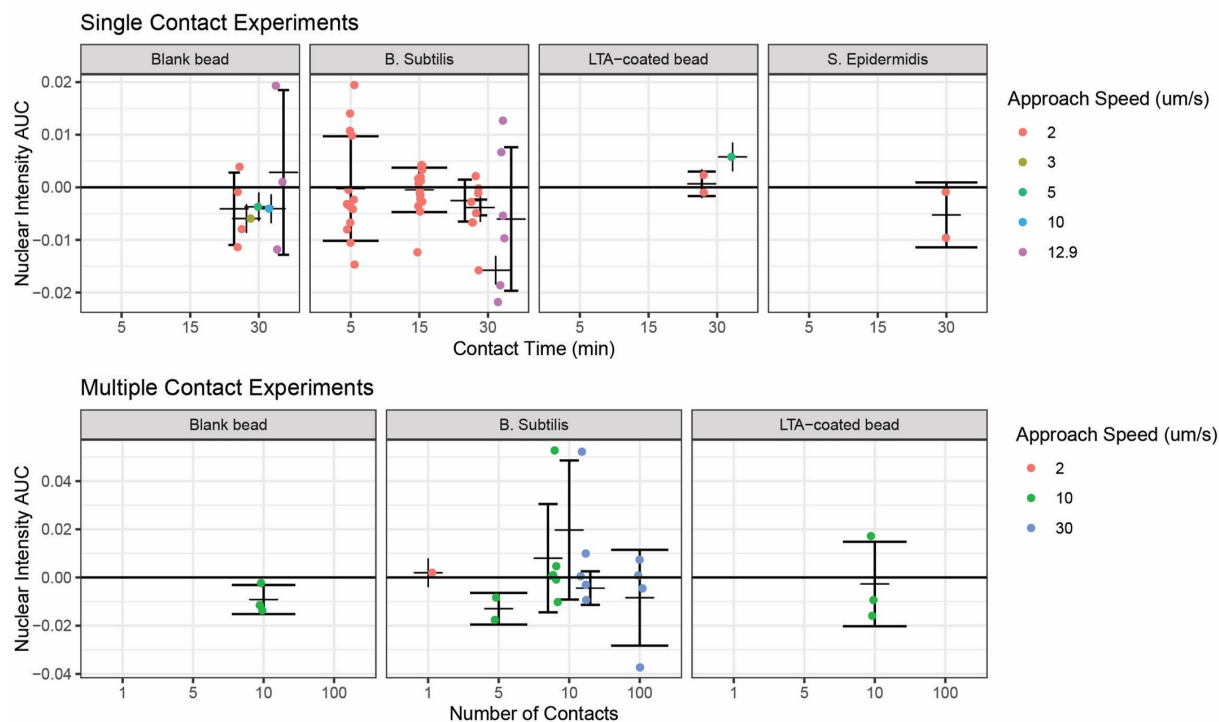 Single Contact Experiments
Blank bead
B. Subtilis
LTA−coated bead
S. Epidermidis
Nuclear Intensity AUC
0.02
0.01
0.00
−0.01
−0.02
5 15 30
5 15 30
5 15 30
5 15 30
Contact Time (min)
Approach Speed (um/s)
2
3
5
10
12.9
Multiple Contact Experiments
Blank bead
B. Subtilis
LTA−coated bead
Nuclear Intensity AUC
0.04
0.02
0.00
−0.02
−0.04
1 5 10 100
1 5 10 100
1 5 10 100
Number of Contacts
Approach Speed (um/s)
2
10
30